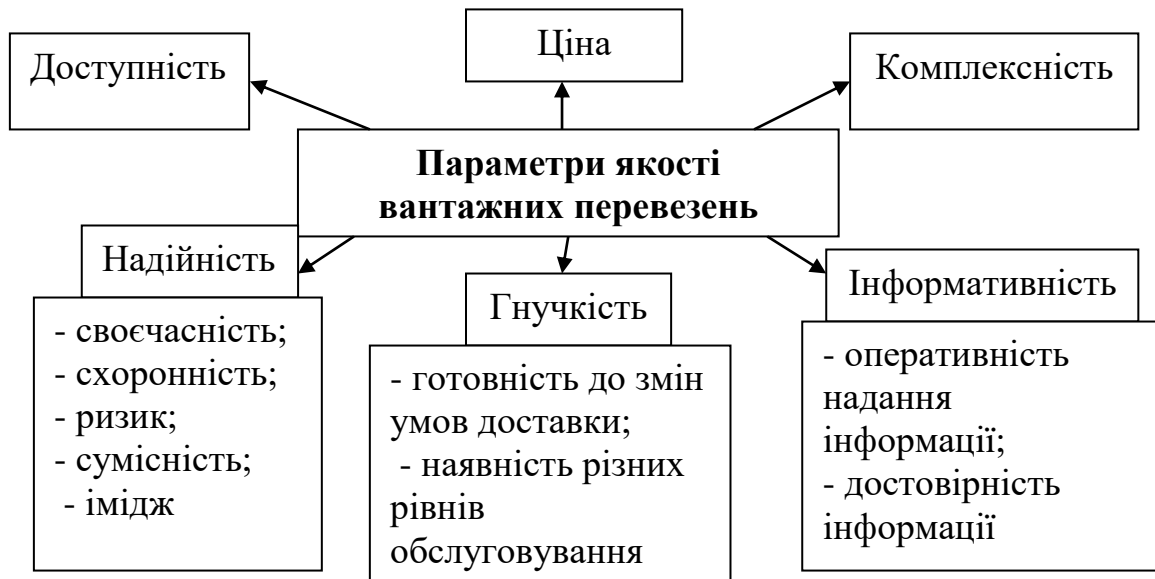 Ціна
Доступність
Комплексність
Параметри якості
вантажних перевезень
Надійність
- своєчасність;
- схоронність;
- ризик;
- сумісність;
- імідж
Гнучкість
- готовність до змін
умов доставки;
- наявність різних
рівнів
обслуговування
Інформативність
- оперативність
надання
інформації;
- достовірність
інформації